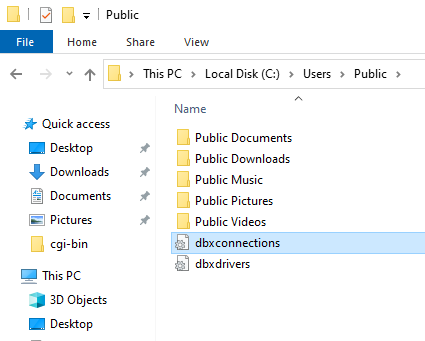 Public
File
Home
Share
View
This PC
Local Disk (C:)
Users
Public
Name
Quick access
Desktop
Downloads
Documents
Pictures
cgi-bin
This PC
3D Objects
Desktop
Public Documents
Public Downloads
Public Music
Public Pictures
Public Videos
dbxconnections
dbxdrivers